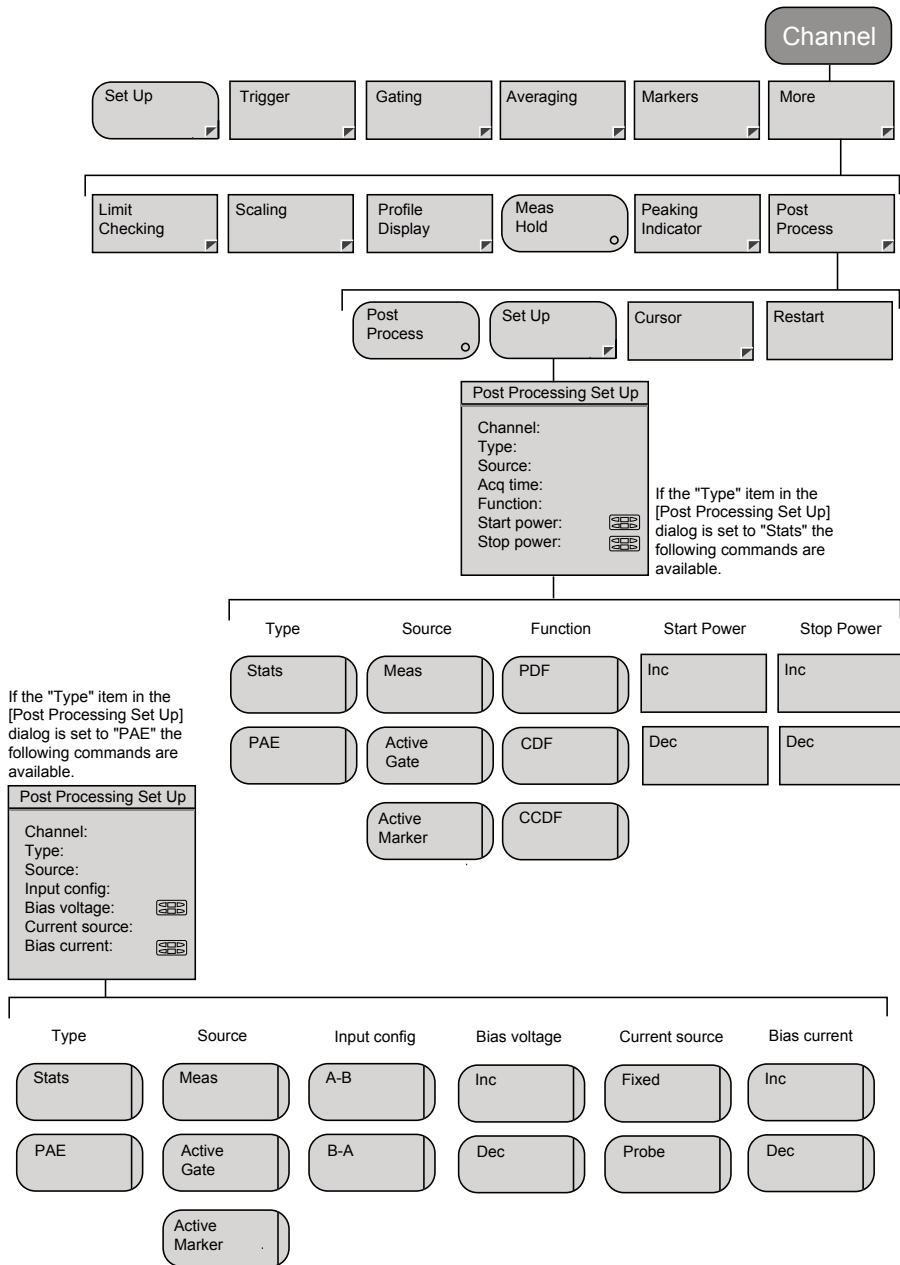 Channel
Set Up
Trigger
Gating
Averaging
Markers
More
Limit
Checking
Scaling
Profile
Display
Meas
Hold
Peaking
Indicator
Post
Process
Post
Process
Set Up
Cursor
Restart
Post Processing Set Up
Channel:
Type:
Source:
Acq time:
Function:
Start power:
Stop power:
If the "Type" item in the
[Post Processing Set Up]
dialog is set to "Stats" the
following commands are
available.
Type
Source
Function
Start Power
Stop Power
Stats
Meas
PDF
Inc
Inc
PAE
Active
Gate
CDF
Dec
Dec
Active
Marker
CCDF
If the "Type" item in the
[Post Processing Set Up]
dialog is set to "PAE" the
following commands are
available.
Post Processing Set Up
Channel:
Type:
Source:
Input config:
Bias voltage:
Current source:
Bias current:
Type
Source
Input config
Bias voltage
Current source
Bias current
Stats
Meas
A-B
Inc
Fixed
Inc
PAE
Active
Gate
B-A
Dec
Probe
Dec
Active
Marker